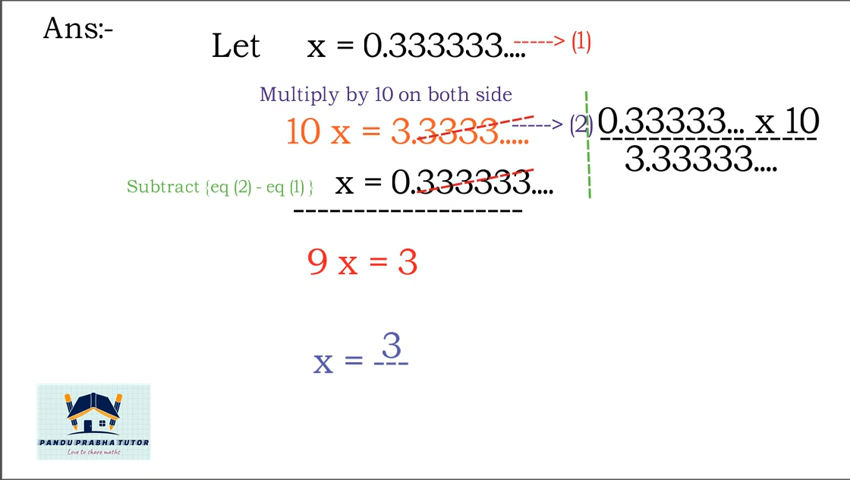 Ans:-
Let x = 0.333333.... -----> (1)
Multiply by 10 on both side
10 x = 3.3333..... -----> (2)
0.33333... x 10
3.33333....
Subtract {eq (2) - eq (1) }
x = 0.333333....
9 x = 3
x = 3
PANDU PRABHA TUTOR
Love to share maths